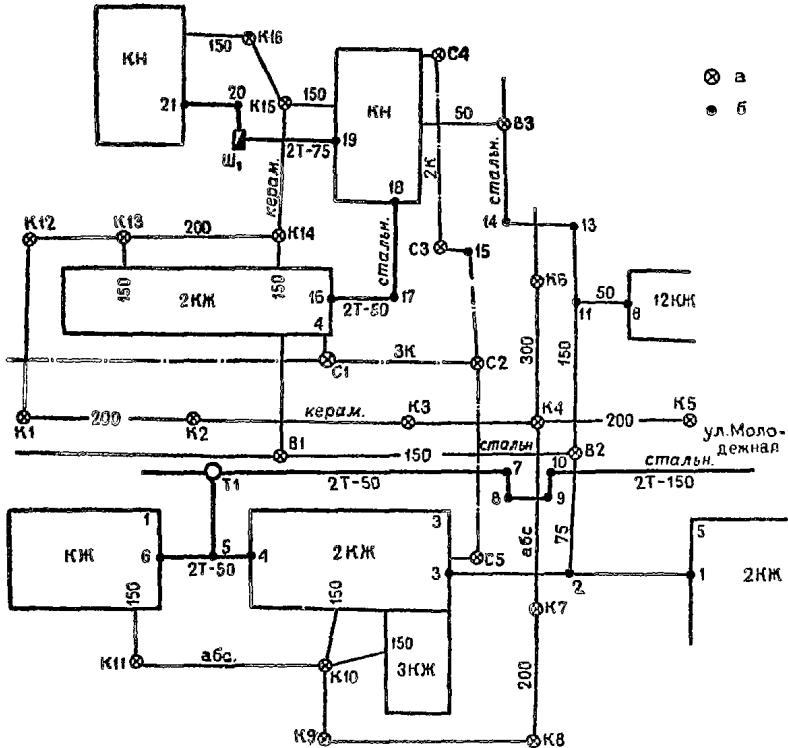 К16
150
КН
20
21
К15
150
Ш₁
2Т-75
19
КН
18
С4
50
В3
а
б
2К
стальн.
керам.
К12
К13
200
К14
150
150
2КЖ
16
4
2Т-50
17
стальн.
С3
15
14
13
К6
11
50
6
12КЖ
300
150
С1
3К
С2
К1
200
К2
керам.
К3
К4
200
К5
ул. Моло-
дежная
В1
150
стальн.
В2
Т1
2Т-50
7
8
9
10
стальн.
2Т-150
1
КЖ
6
5
4
2Т-50
150
3
2КЖ
150
3
С5
абс
75
2
1
5
2КЖ
К7
К11
абс.
К10
150
3КЖ
200
К9
К8